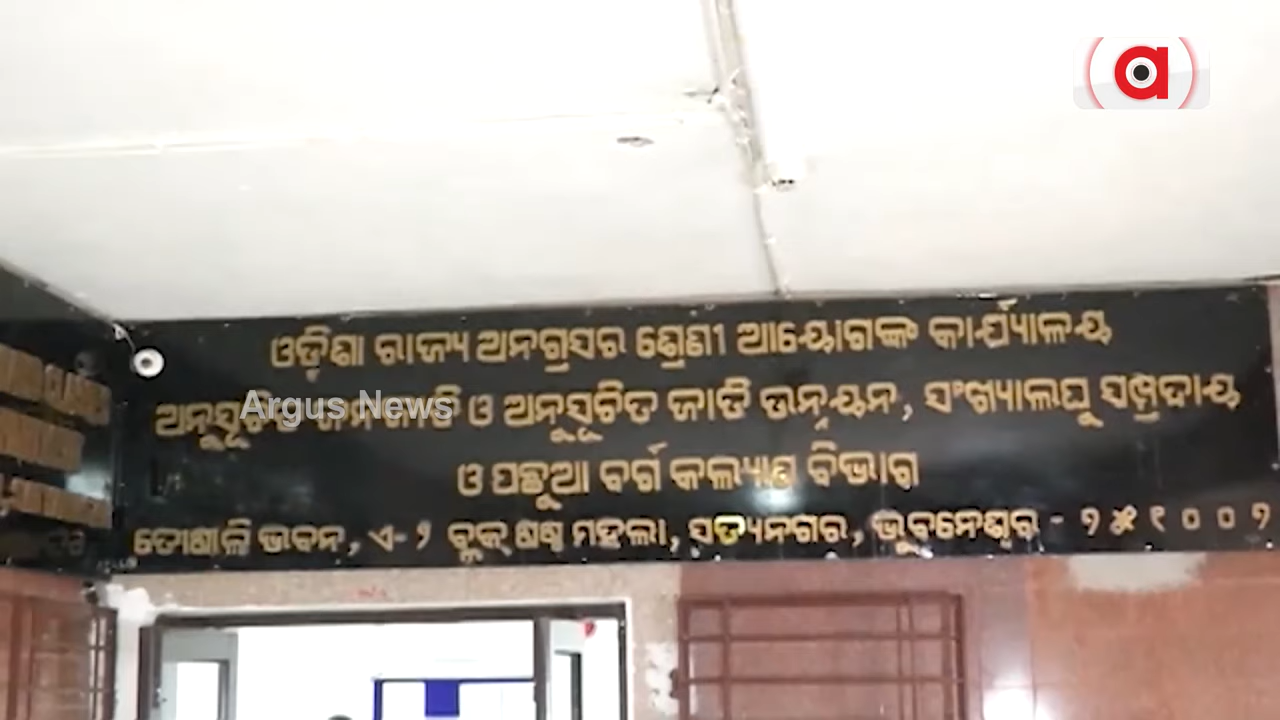 ଓଡ଼ିଶା ରାଜ୍ୟ ଅନଗ୍ରସର ଶ୍ରେଣୀ ଆୟୋଗଙ୍କ କାର୍ଯ୍ୟାଳୟ
ଅନୁସୂଚିତ ଜନଜାତି ଓ ଅନୁସୂଚିତ ଜାତି ଉନ୍ନୟନ, ସଂଖ୍ୟାଲଘୁ ସମ୍ପ୍ରଦାୟ
Argus News
ଓ ପଛୁଆ ବର୍ଗ କଲ୍ୟାଣ ବିଭାଗ
ତୋଷାଳି ଭବନ, ଏ-୨ ବ୍ଲକ୍ ଷଷ୍ଠ ମହଲା, ସତ୍ୟନଗର, ଭୁବନେଶ୍ୱର - ୭୫୧୦୦୭